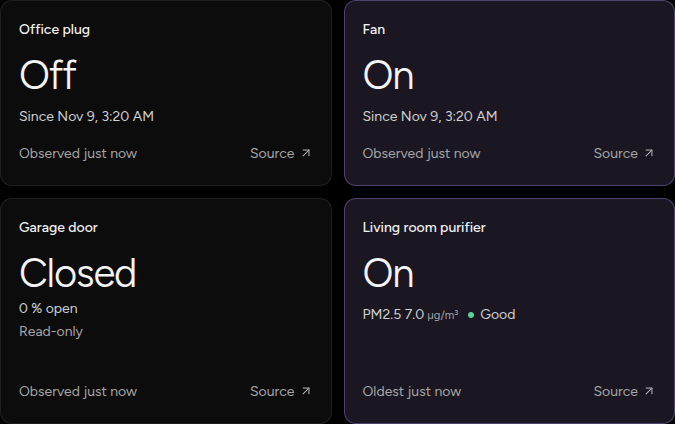 Office plug
Off
Since Nov 9, 3:20 AM
Observed just now
Source
Fan
On
Since Nov 9, 3:20 AM
Observed just now
Source
Garage door
Closed
0 % open
Read-only
Observed just now
Source
Living room purifier
On
PM2.5 7.0 µg/m³ Good
Oldest just now
Source